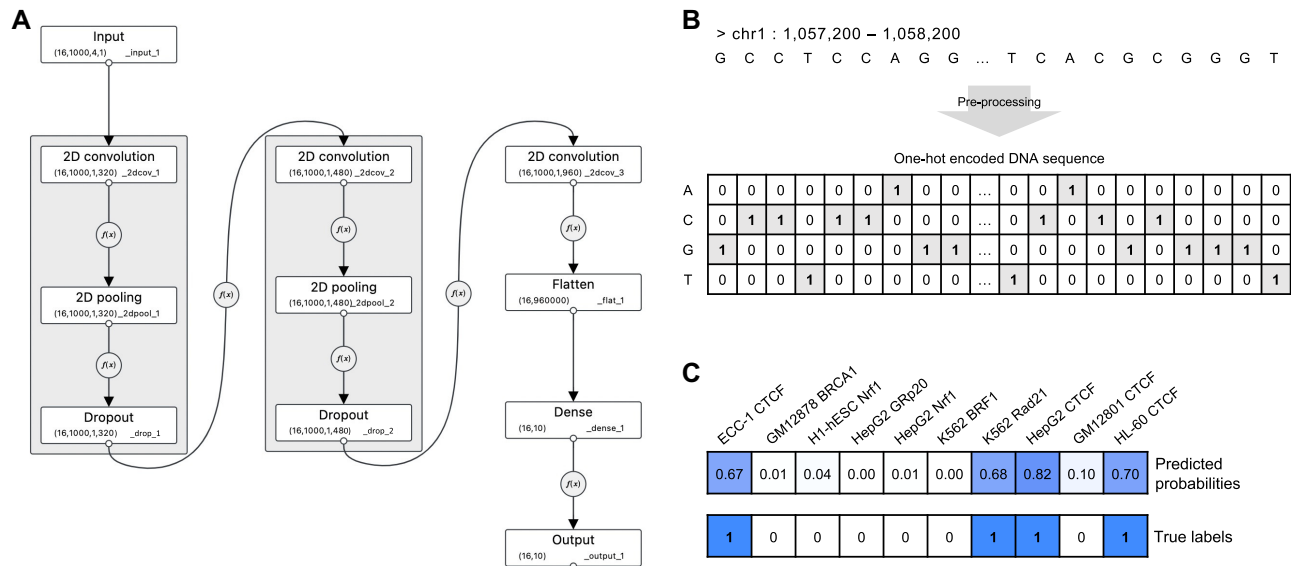 A
Input
(16,1000,4,1) _input_1
2D convolution
(16,1000,1,320) _2dcov_1
f(x)
2D pooling
(16,1000,1,320) _2dpool_1
f(x)
Dropout
(16,1000,1,320) _drop_1
f(x)
2D convolution
(16,1000,1,480) _2dcov_2
f(x)
2D pooling
(16,1000,1,480)_2dpool_2
f(x)
Dropout
(16,1000,1,480) _drop_2
f(x)
2D convolution
(16,1000,1,960) _2dcov_3
f(x)
Flatten
(16,960000) _flat_1
Dense
(16,10) _dense_1
f(x)
Output
(16,10) _output_1
B
> chr1 : 1,057,200 – 1,058,200
G C C T C C A G G ... T C A C G C G G G T
Pre-processing
One-hot encoded DNA sequence
A 0 0 0 0 0 0 1 0 0 ... 0 0 1 0 0 0 0 0 0 0
C 0 1 1 0 1 1 0 0 0 ... 0 1 0 1 0 1 0 0 0 0
G 1 0 0 0 0 0 0 1 1 ... 0 0 0 0 1 0 1 1 1 0
T 0 0 0 1 0 0 0 0 0 ... 1 0 0 0 0 0 0 0 0 1
C
ECC-1 CTCF
GM12878 BRCA1
H1-hESC Nrf1
HepG2 GRp20
HepG2 Nrf1
K562 BRF1
K562 Rad21
HepG2 CTCF
GM12801 CTCF
HL-60 CTCF
0.67 0.01 0.04 0.00 0.01 0.00 0.68 0.82 0.10 0.70
Predicted
probabilities
1 0 0 0 0 0 1 1 0 1 True labels